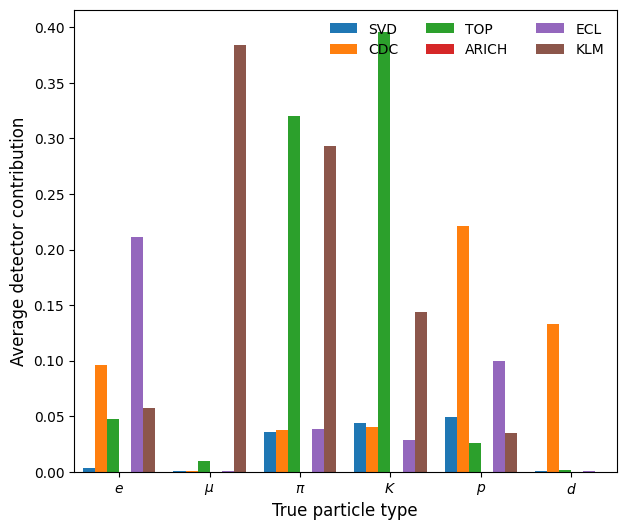 SVD
CDC
TOP
ARICH
ECL
KLM
Average detector contribution
0.40
0.35
0.30
0.25
0.20
0.15
0.10
0.05
0.00
e μ π K p d
True particle type